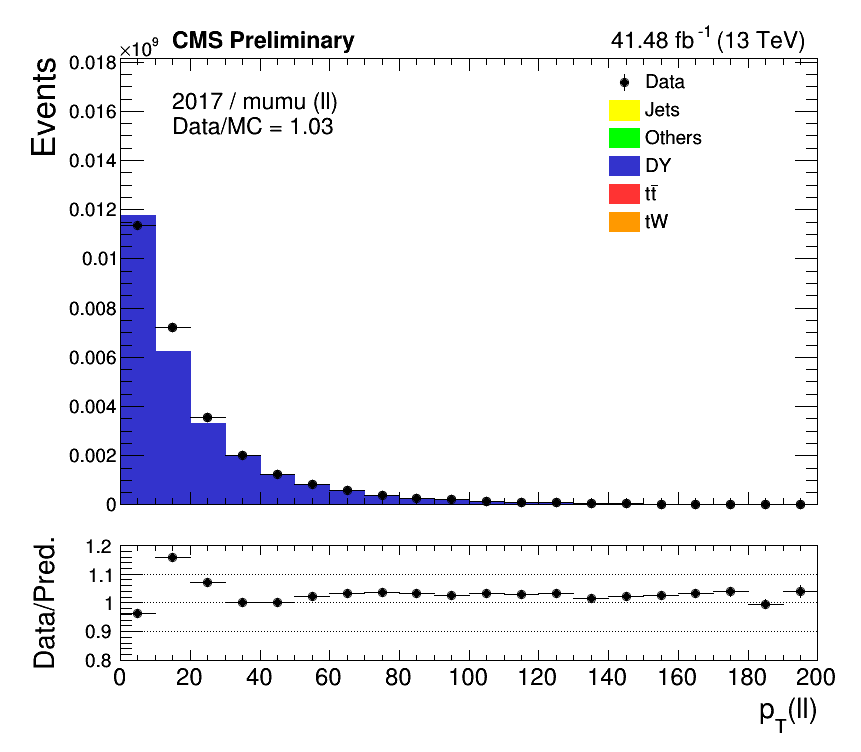 CMS Preliminary
41.48 fb⁻¹ (13 TeV)
×10⁹
2017 / mumu (ll)
Data/MC = 1.03
Data
Jets
Others
DY
tt̄
tW
Events
0.018
0.016
0.014
0.012
0.01
0.008
0.006
0.004
0.002
0
Data/Pred.
1.2
1.1
1
0.9
0.8
0 20 40 60 80 100 120 140 160 180 200
p_T(ll)